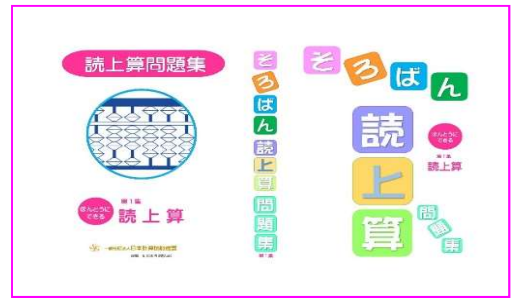 読上算問題集
ほんとうに
できる
第1集
読上算
そろばん読上算問題集
第1集
そろばん
読上算
問題集
ほんとうに
できる
第1集
読上算